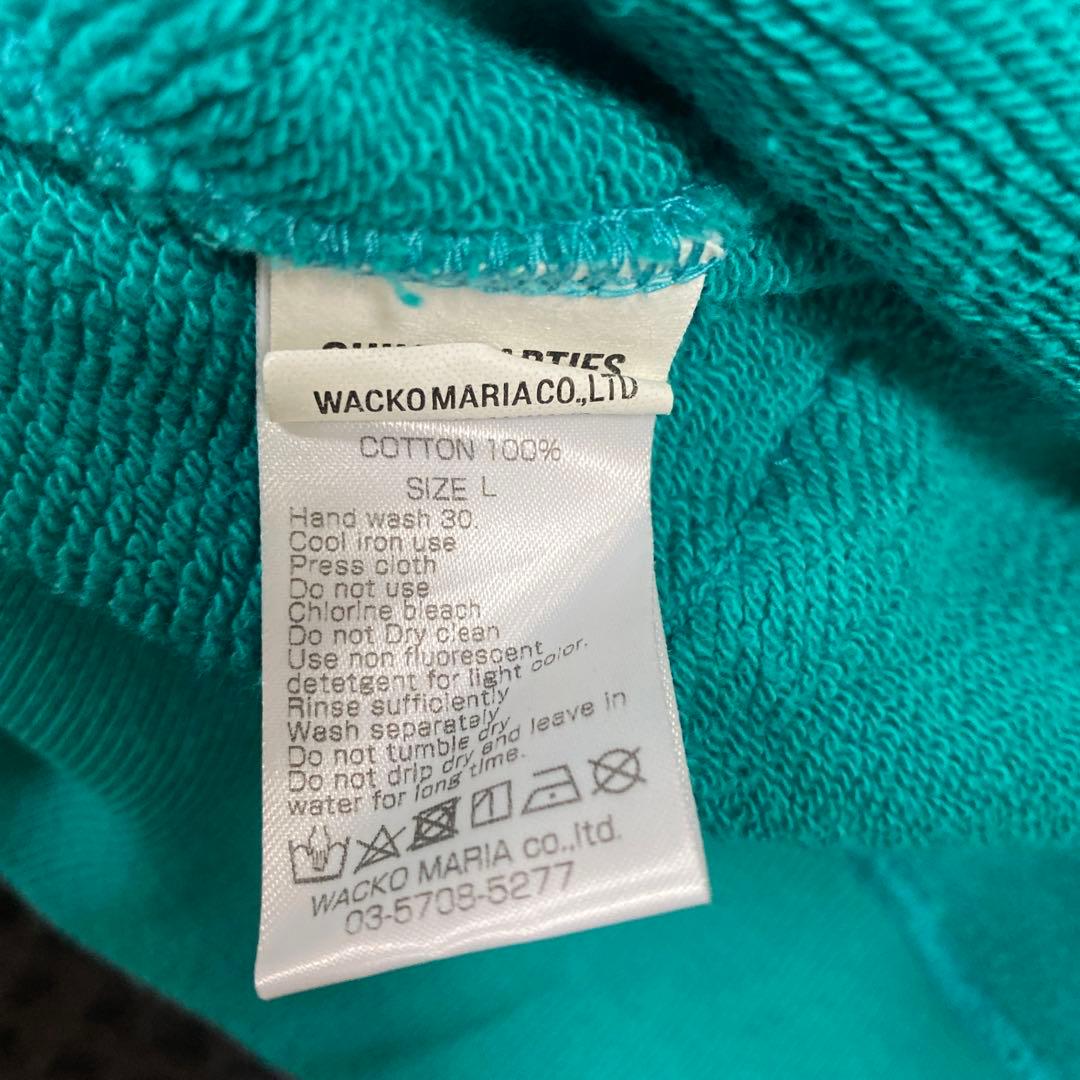 WACKO MARIA CO.,LTD
COTTON 100%
SIZE L
Hand wash 30.
Cool iron use
Press cloth
Do not use
Chlorine bleach
Do not Dry clean
Use non fluorescent
detetgent for light color.
Rinse sufficiently
Wash separately
Do not tumble dry
Do not drip dry and leave in
water for long time.
WACKO MARIA co.,ltd.
03-5708-5277